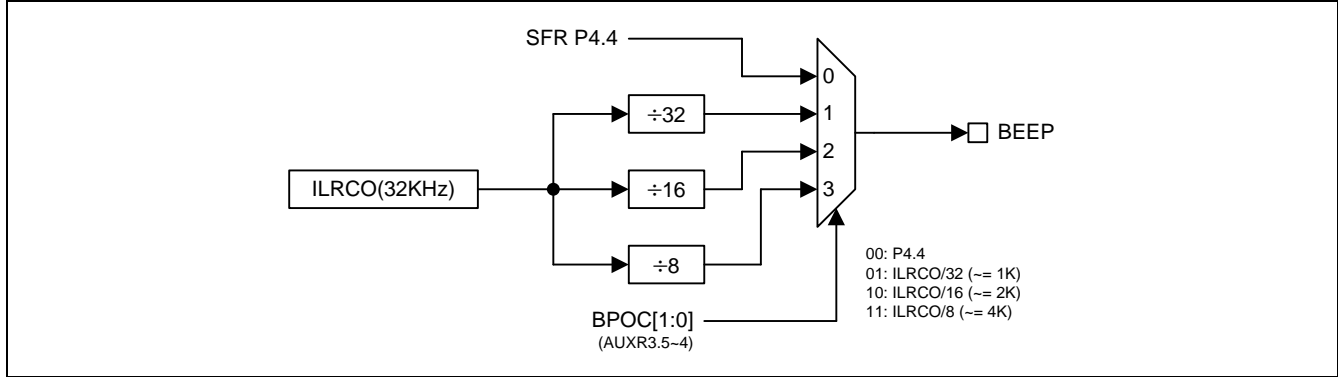 SFR P4.4
0
÷32
1
BEEP
2
ILRCO(32KHz)
÷16
3
÷8
00: P4.4
01: ILRCO/32 (~= 1K)
10: ILRCO/16 (~= 2K)
11: ILRCO/8 (~= 4K)
BPOC[1:0]
(AUXR3.5~4)